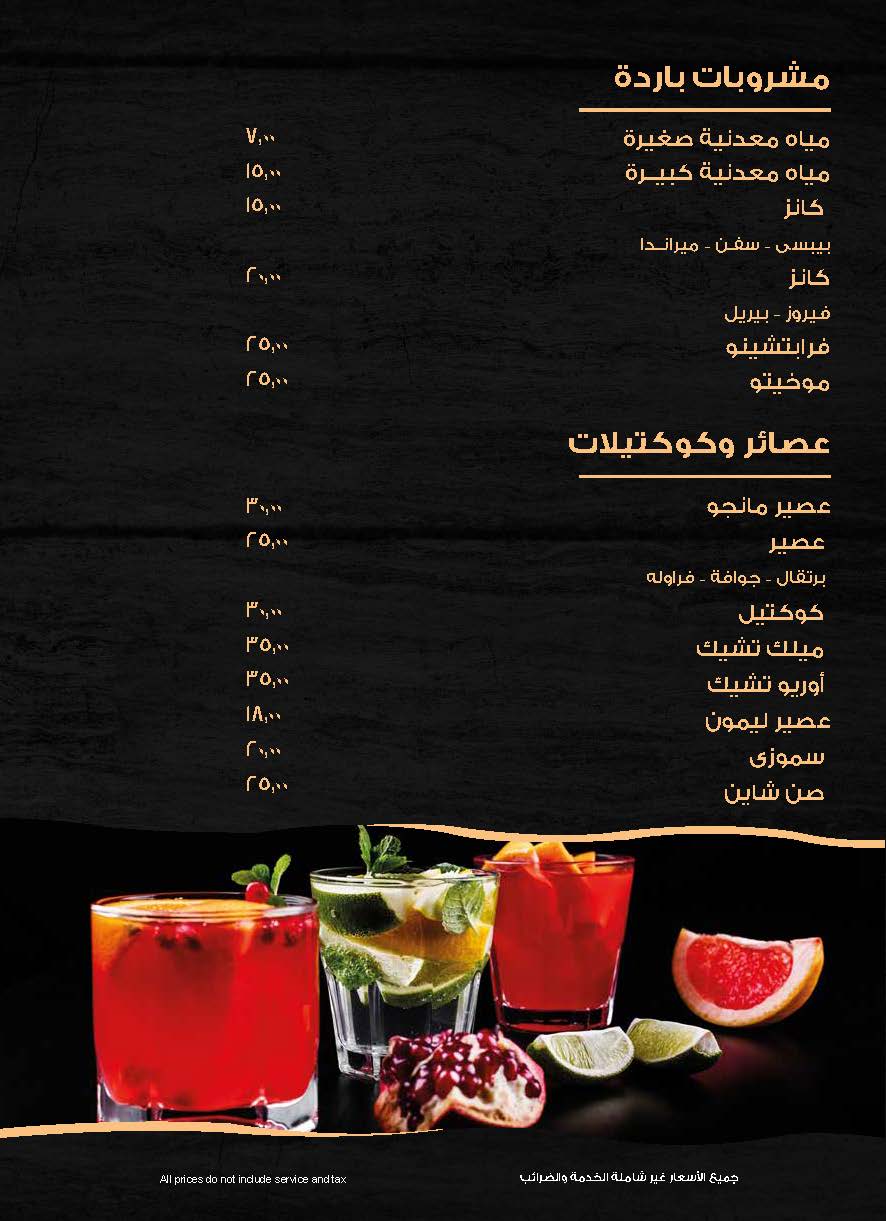 مشروبات باردة
مياه معدنية صغيرة ٧,٠٠
مياه معدنية كبيـرة ١٥,٠٠
كانز ١٥,٠٠
بيبسى - سفـن - ميرانـدا
كانز ٢٠,٠٠
فيروز - بيريل
فرابتشينو ٢٥,٠٠
موخيتو ٢٥,٠٠
عصائر وكوكتيلات
عصير مانجو ٣٠,٠٠
عصير ٢٥,٠٠
برتقال - جوافة - فراوله
كوكتيل ٣٠,٠٠
ميلك تشيك ٣٥,٠٠
أوريو تشيك ٣٥,٠٠
عصير ليمون ١٨,٠٠
سموزى ٢٠,٠٠
صن شاين ٢٥,٠٠
جميع الأسعار غير شاملة الخدمة والضرائب
All prices do not include service and tax